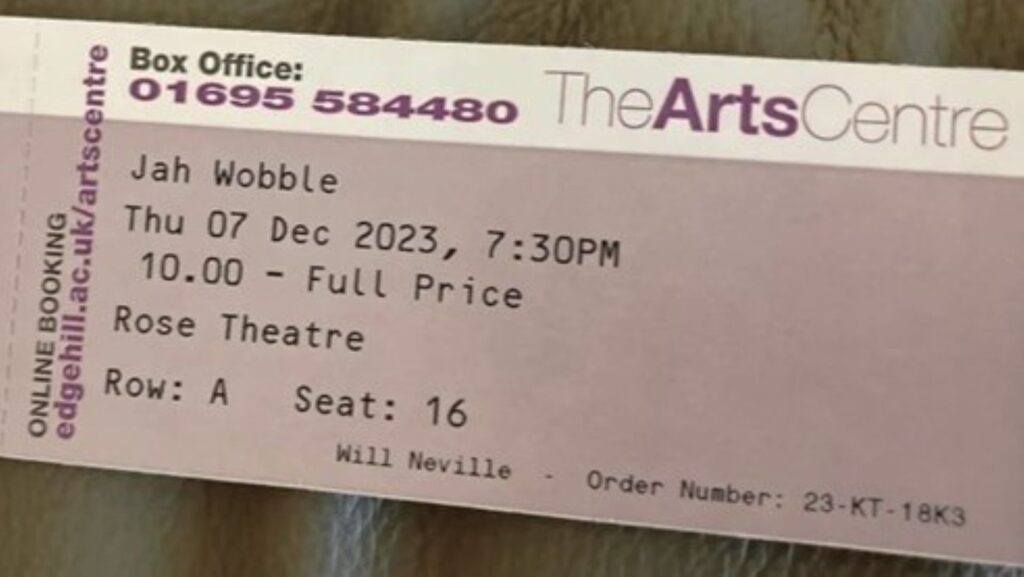 Box Office:
01695 584480
TheArtsCentre
ONLINE BOOKING
edgehill.ac.uk/artscentre
Jah Wobble
Thu 07 Dec 2023, 7:30PM
10.00 - Full Price
Rose Theatre
Row: A Seat: 16
Will Neville - Order Number: 23-KT-18K3